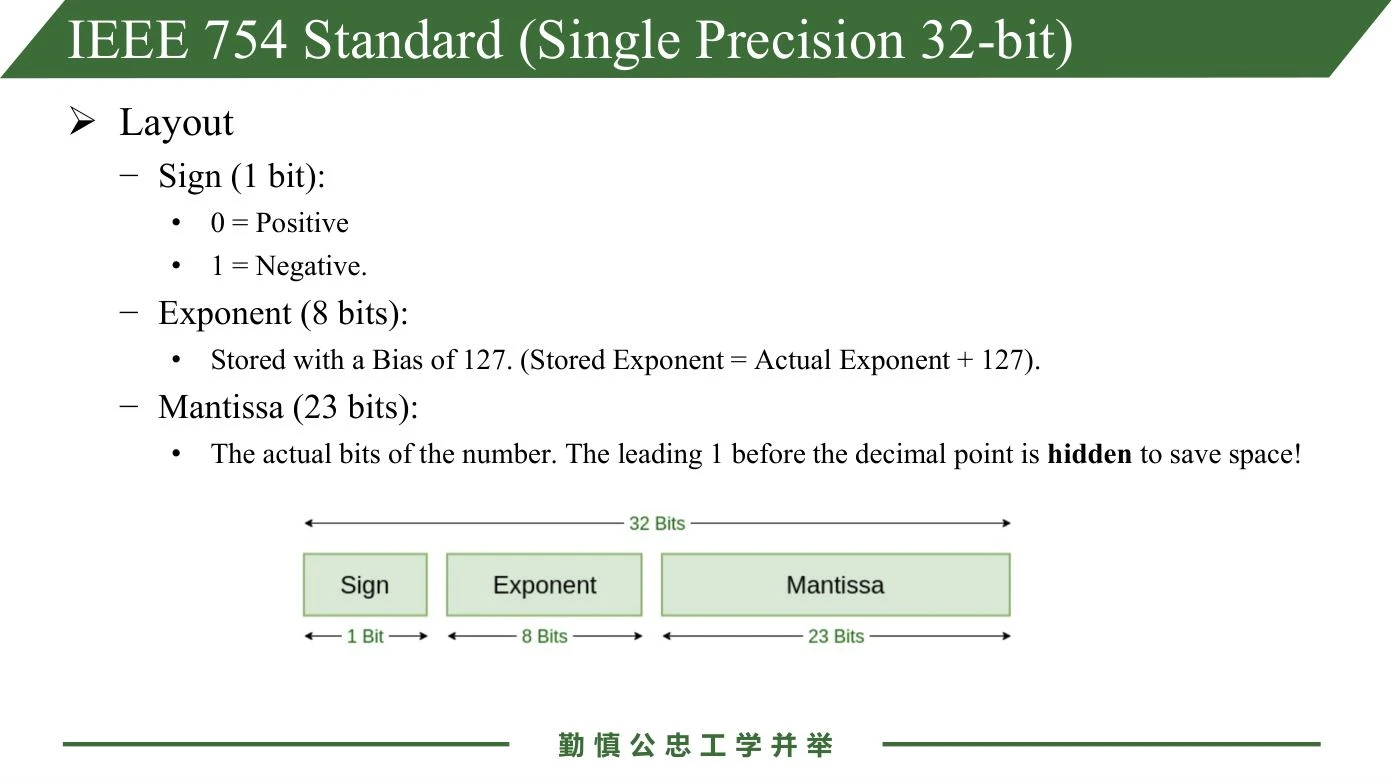 IEEE 754 Standard (Single Precision 32-bit)
➢ Layout
– Sign (1 bit):
• 0 = Positive
• 1 = Negative.
– Exponent (8 bits):
• Stored with a Bias of 127. (Stored Exponent = Actual Exponent + 127).
– Mantissa (23 bits):
• The actual bits of the number. The leading 1 before the decimal point is hidden to save space!
32 Bits
Sign Exponent Mantissa
1 Bit 8 Bits 23 Bits
勤慎公忠工学并举